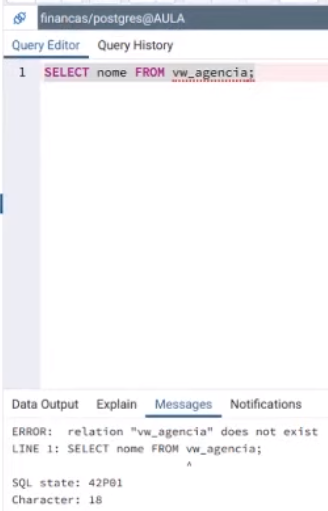 financas/postgres@AULA
Query Editor Query History
1 SELECT nome FROM vw_agencia;
Data Output Explain Messages Notifications
ERROR: relation "vw_agencia" does not exist
LINE 1: SELECT nome FROM vw_agencia;
^
SQL state: 42P01
Character: 18